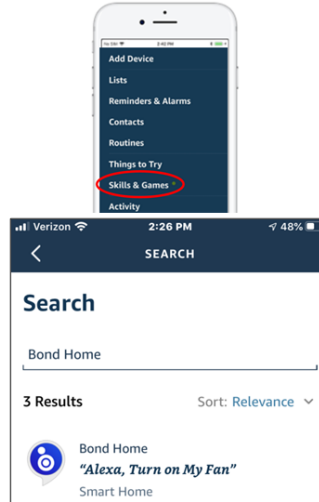 No SIM 3:40 PM
Add Device
Lists
Reminders & Alarms
Contacts
Routines
Things to Try
Skills & Games
Activity
Verizon 2:26 PM 48%
SEARCH
Search
Bond Home
3 Results Sort: Relevance
Bond Home
"Alexa, Turn on My Fan"
Smart Home